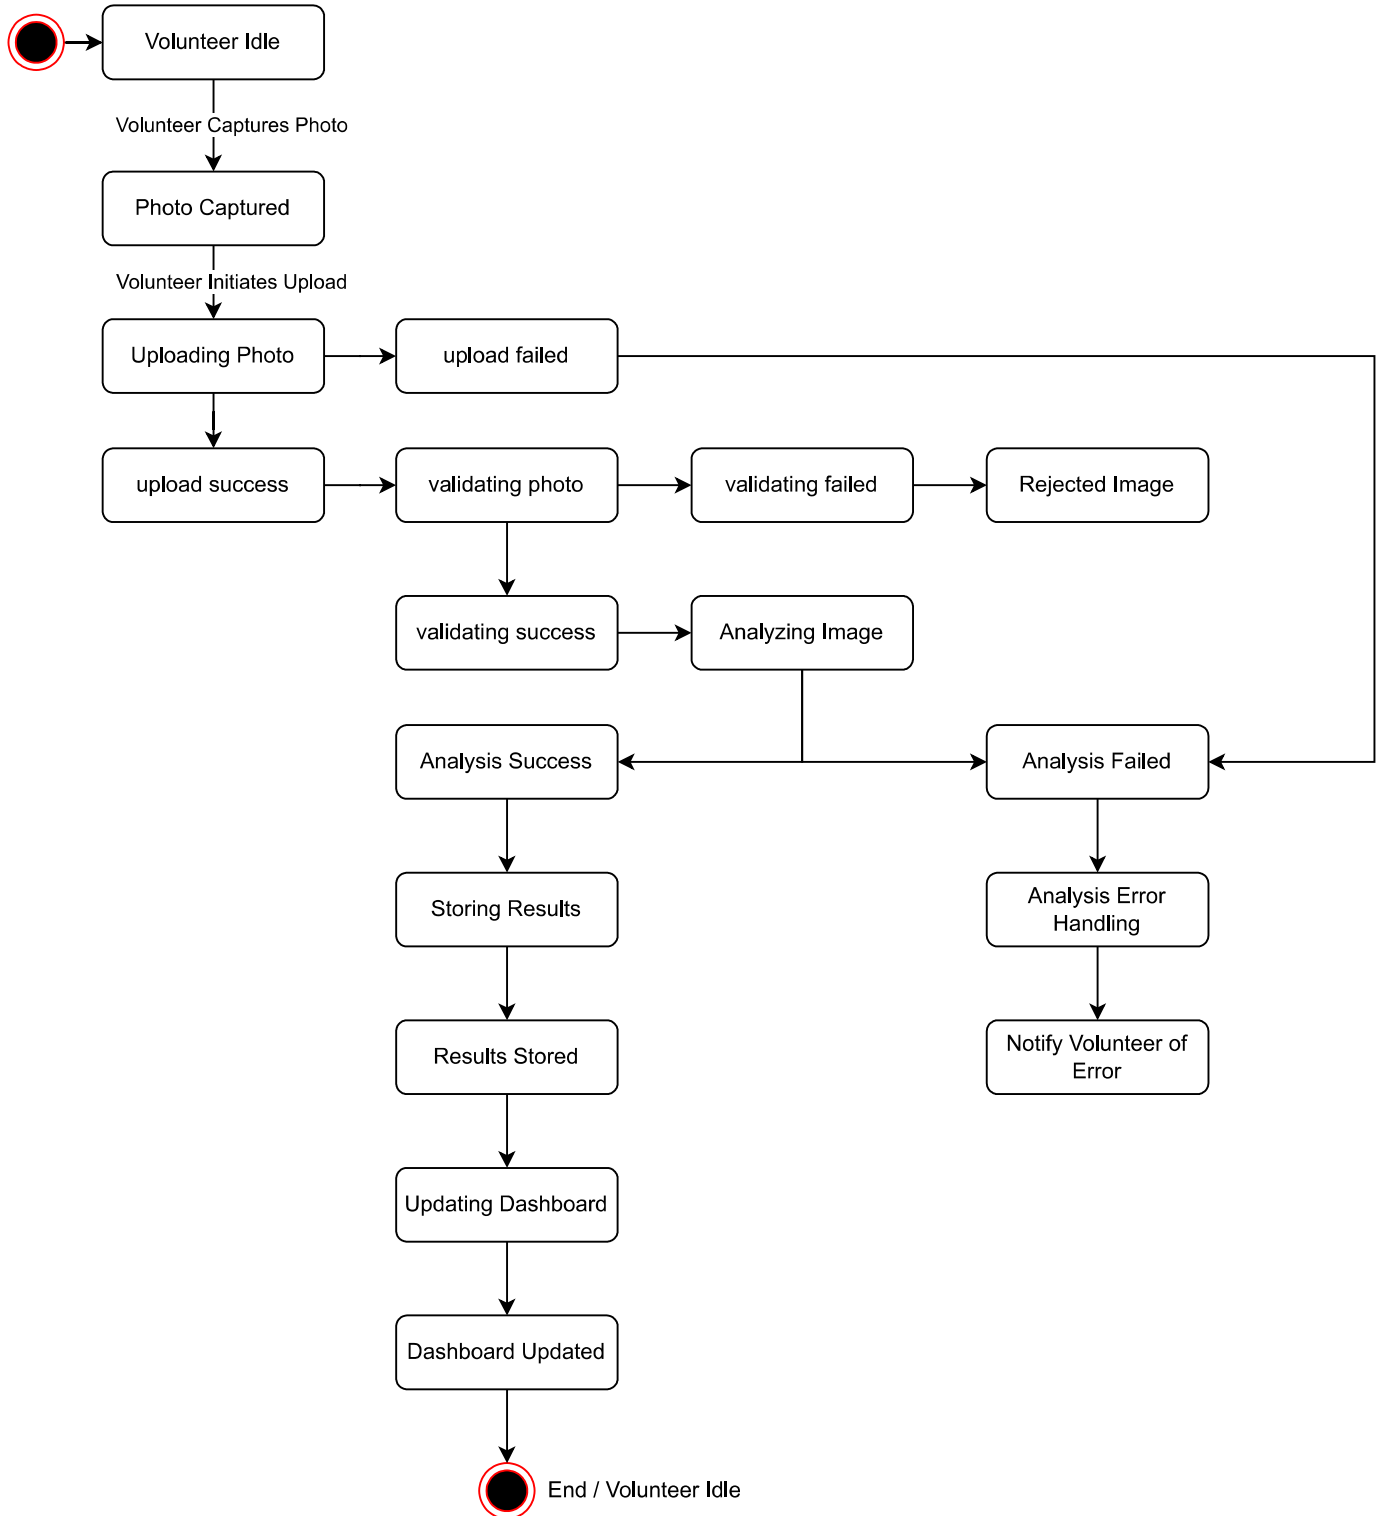 Volunteer Idle
Volunteer Captures Photo
Photo Captured
Volunteer Initiates Upload
Uploading Photo
upload failed
upload success
validating photo
validating failed
Rejected Image
validating success
Analyzing Image
Analysis Success
Analysis Failed
Storing Results
Analysis Error
Handling
Results Stored
Notify Volunteer of
Error
Updating Dashboard
Dashboard Updated
End / Volunteer Idle